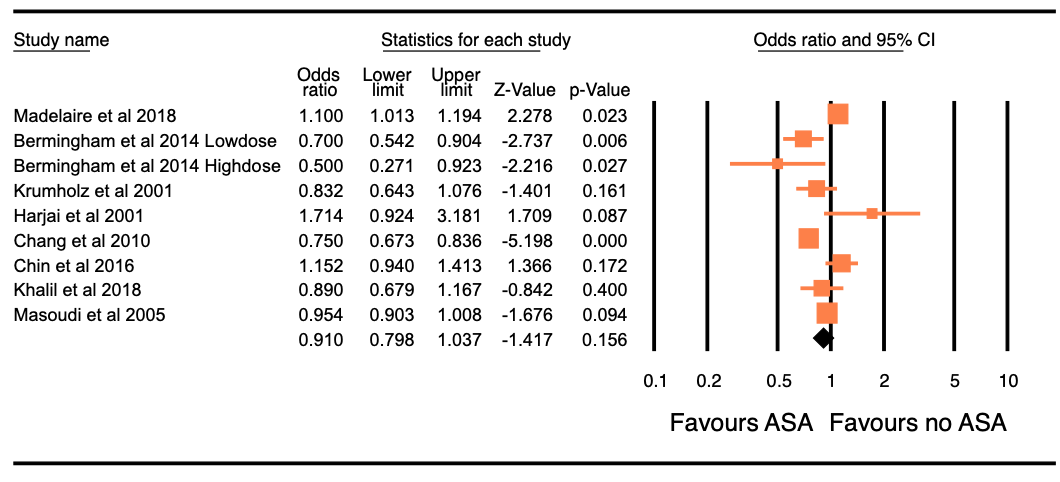 Study name Statistics for each study Odds ratio and 95% CI
Odds Lower Upper
ratio limit limit Z-Value p-Value
Madelaire et al 2018 1.100 1.013 1.194 2.278 0.023
Bermingham et al 2014 Lowdose 0.700 0.542 0.904 -2.737 0.006
Bermingham et al 2014 Highdose 0.500 0.271 0.923 -2.216 0.027
Krumholz et al 2001 0.832 0.643 1.076 -1.401 0.161
Harjai et al 2001 1.714 0.924 3.181 1.709 0.087
Chang et al 2010 0.750 0.673 0.836 -5.198 0.000
Chin et al 2016 1.152 0.940 1.413 1.366 0.172
Khalil et al 2018 0.890 0.679 1.167 -0.842 0.400
Masoudi et al 2005 0.954 0.903 1.008 -1.676 0.094
0.910 0.798 1.037 -1.417 0.156
0.1 0.2 0.5 1 2 5 10
Favours ASA Favours no ASA